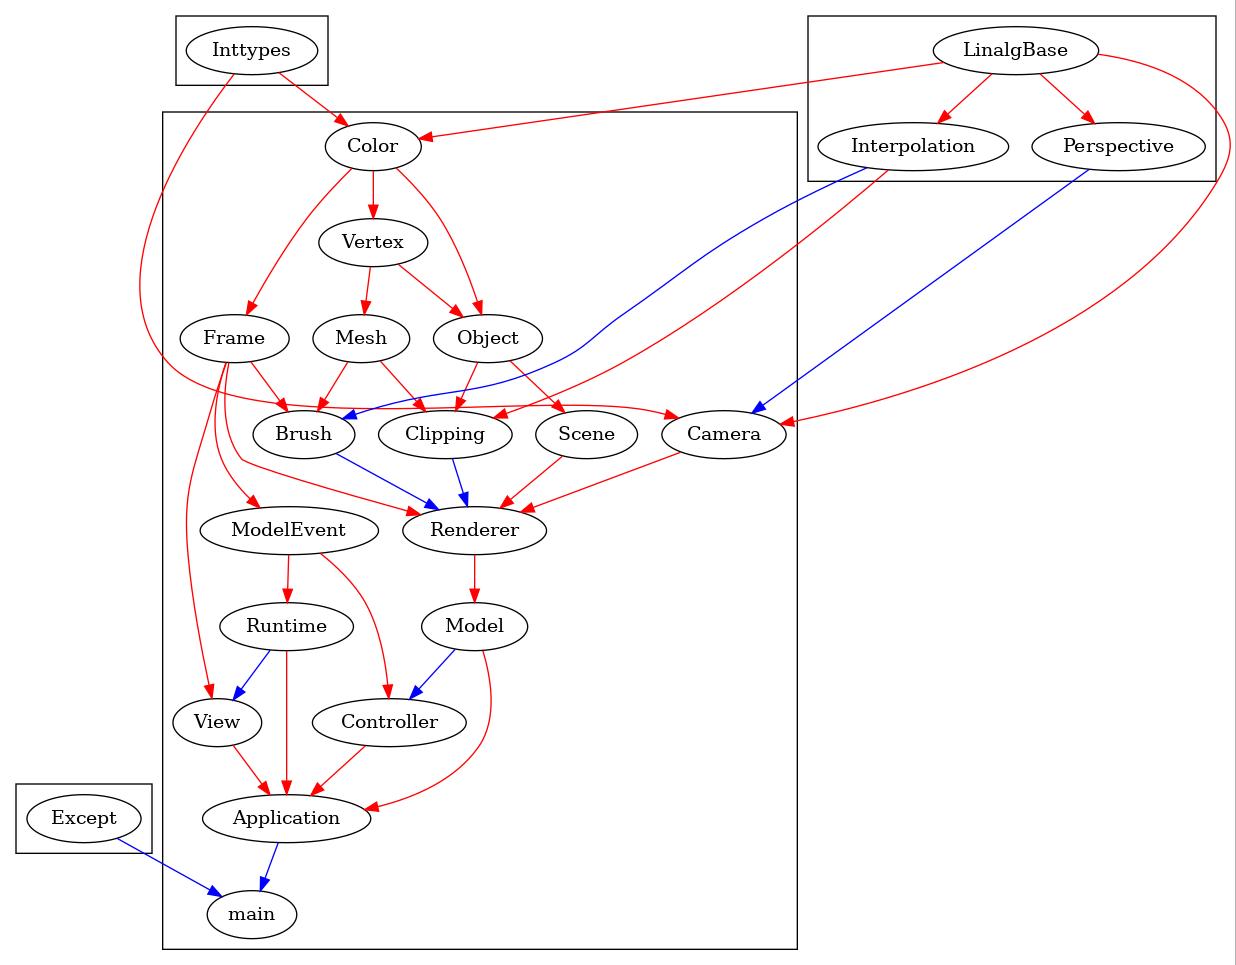 Inttypes
LinalgBase
Color
Interpolation
Perspective
Vertex
Frame
Mesh
Object
Brush
Clipping
Scene
Camera
ModelEvent
Renderer
Runtime
Model
View
Controller
Except
Application
main